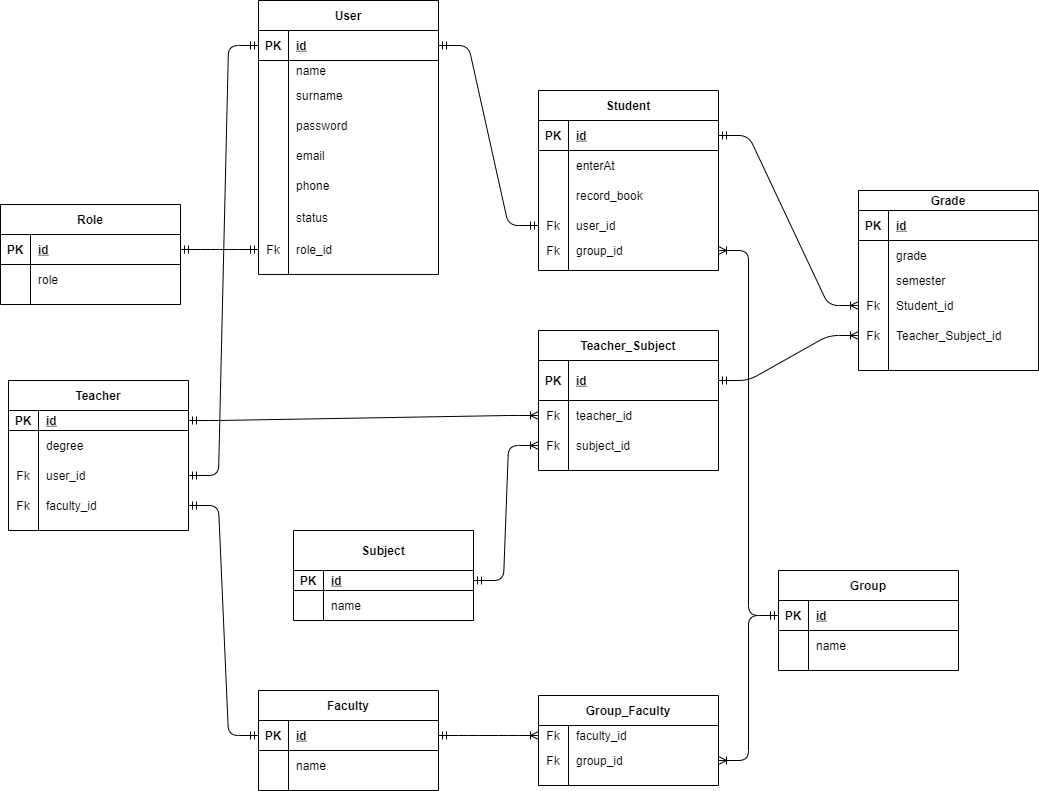 User
PK id
name
surname
password
email
phone
status
Fk role_id
Student
PK id
enterAt
record_book
Fk user_id
Fk group_id
Grade
PK id
grade
semester
Fk Student_id
Fk Teacher_Subject_id
Role
PK id
role
Teacher_Subject
PK id
Fk teacher_id
Fk subject_id
Teacher
PK id
degree
Fk user_id
Fk faculty_id
Subject
PK id
name
Group
PK id
name
Faculty
PK id
name
Group_Faculty
Fk faculty_id
Fk group_id